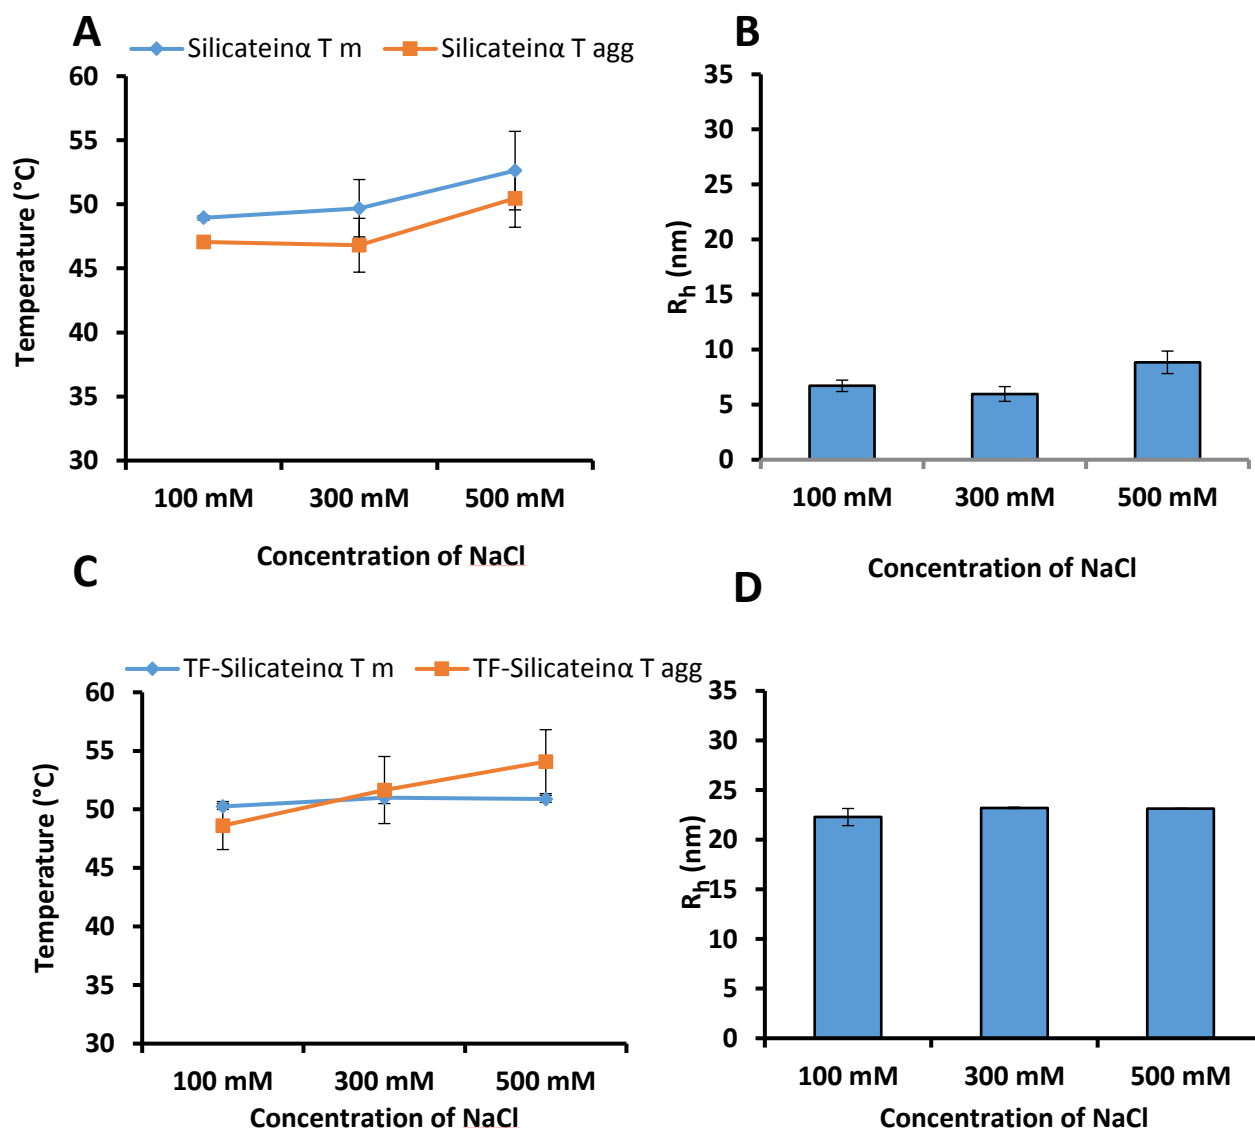 A
Silicateinα T m
Silicateinα T agg
60
55
50
45
40
35
30
Temperature (°C)
100 mM
300 mM
500 mM
Concentration of NaCl
B
35
30
25
20
15
10
5
0
Rh (nm)
100 mM
300 mM
500 mM
Concentration of NaCl
C
TF-Silicateinα T m
TF-Silicateinα T agg
60
55
50
45
40
35
30
Temperature (°C)
100 mM
300 mM
500 mM
Concentration of NaCl
D
35
30
25
20
15
10
5
0
Rh (nm)
100 mM
300 mM
500 mM
Concentration of NaCl